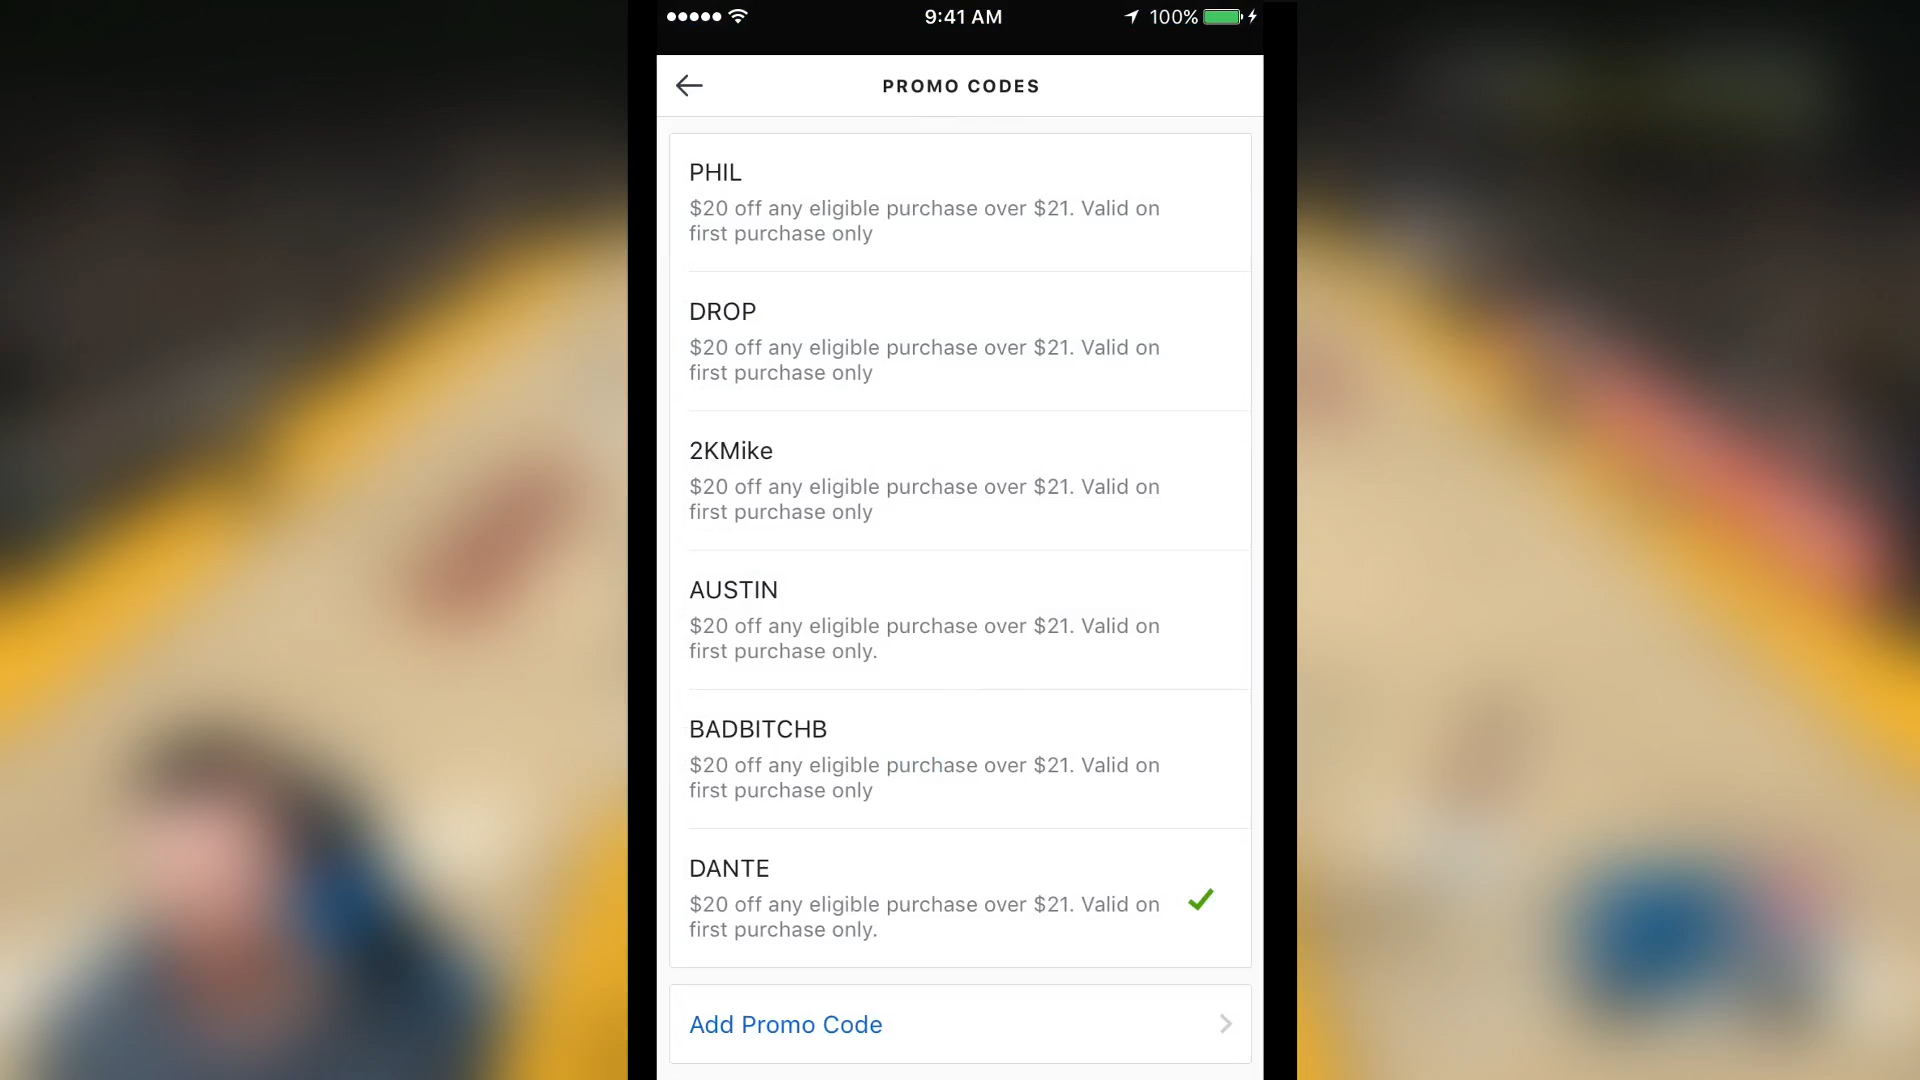 9:41 AM
100%
PROMO CODES
PHIL
$20 off any eligible purchase over $21. Valid on
first purchase only
DROP
$20 off any eligible purchase over $21. Valid on
first purchase only
2KMike
$20 off any eligible purchase over $21. Valid on
first purchase only
AUSTIN
$20 off any eligible purchase over $21. Valid on
first purchase only.
BADBITCHB
$20 off any eligible purchase over $21. Valid on
first purchase only
DANTE
$20 off any eligible purchase over $21. Valid on
first purchase only.
Add Promo Code